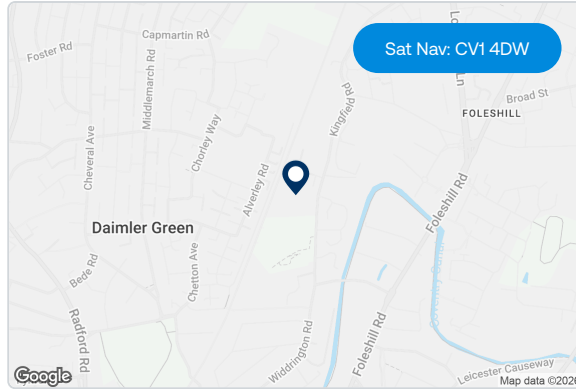 Capmartin Rd
Sat Nav: CV1 4DW
Foster Rd
Middlemarch Rd
Broad St
FOLESHILL
Kingfield Rd
Chorley Way
Cheveral Ave
Alverley Rd
Foleshill Rd
Daimler Green
Chetton Ave
Bede Rd
Radford Rd
Widdrington Rd
Foleshill Rd
Leicester Causeway
Google
Map data ©2020